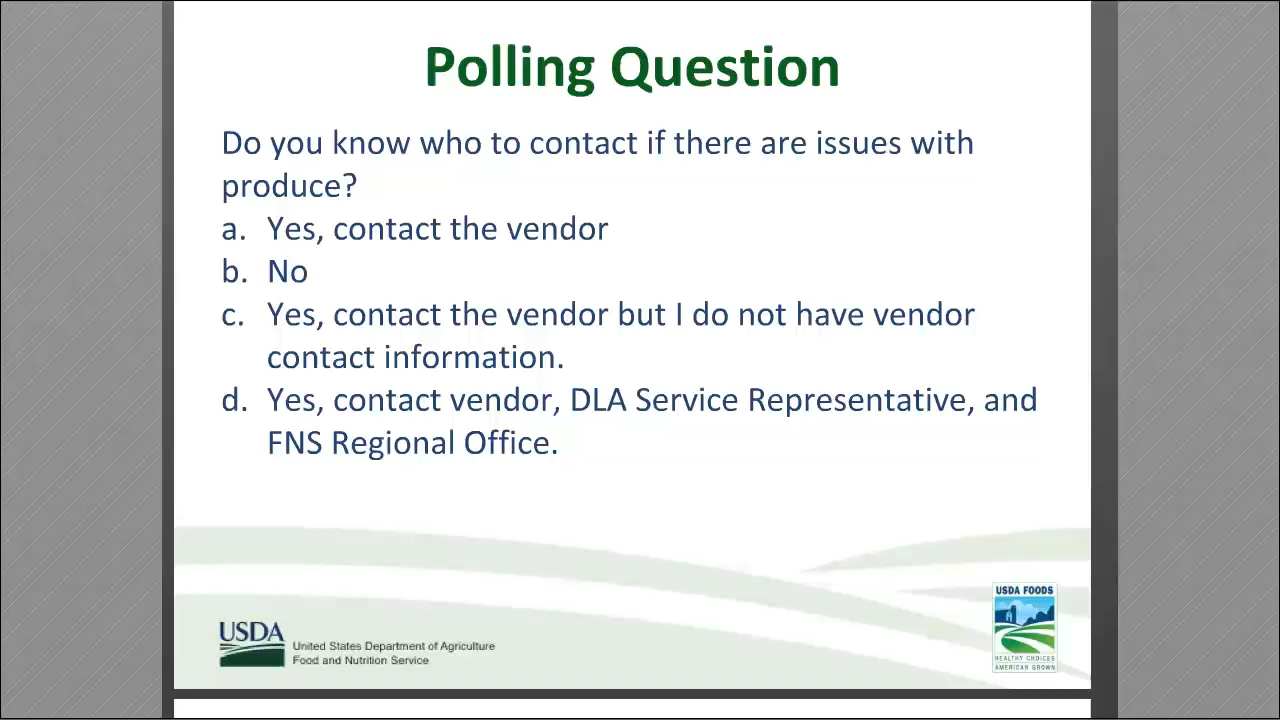 Polling Question
Do you know who to contact if there are issues with
produce?
a. Yes, contact the vendor
b. No
c. Yes, contact the vendor but I do not have vendor
contact information.
d. Yes, contact vendor, DLA Service Representative, and
FNS Regional Office.
USDA
United States Department of Agriculture
Food and Nutrition Service
USDA FOODS
HEALTHY CHOICES
AMERICAN GROWN